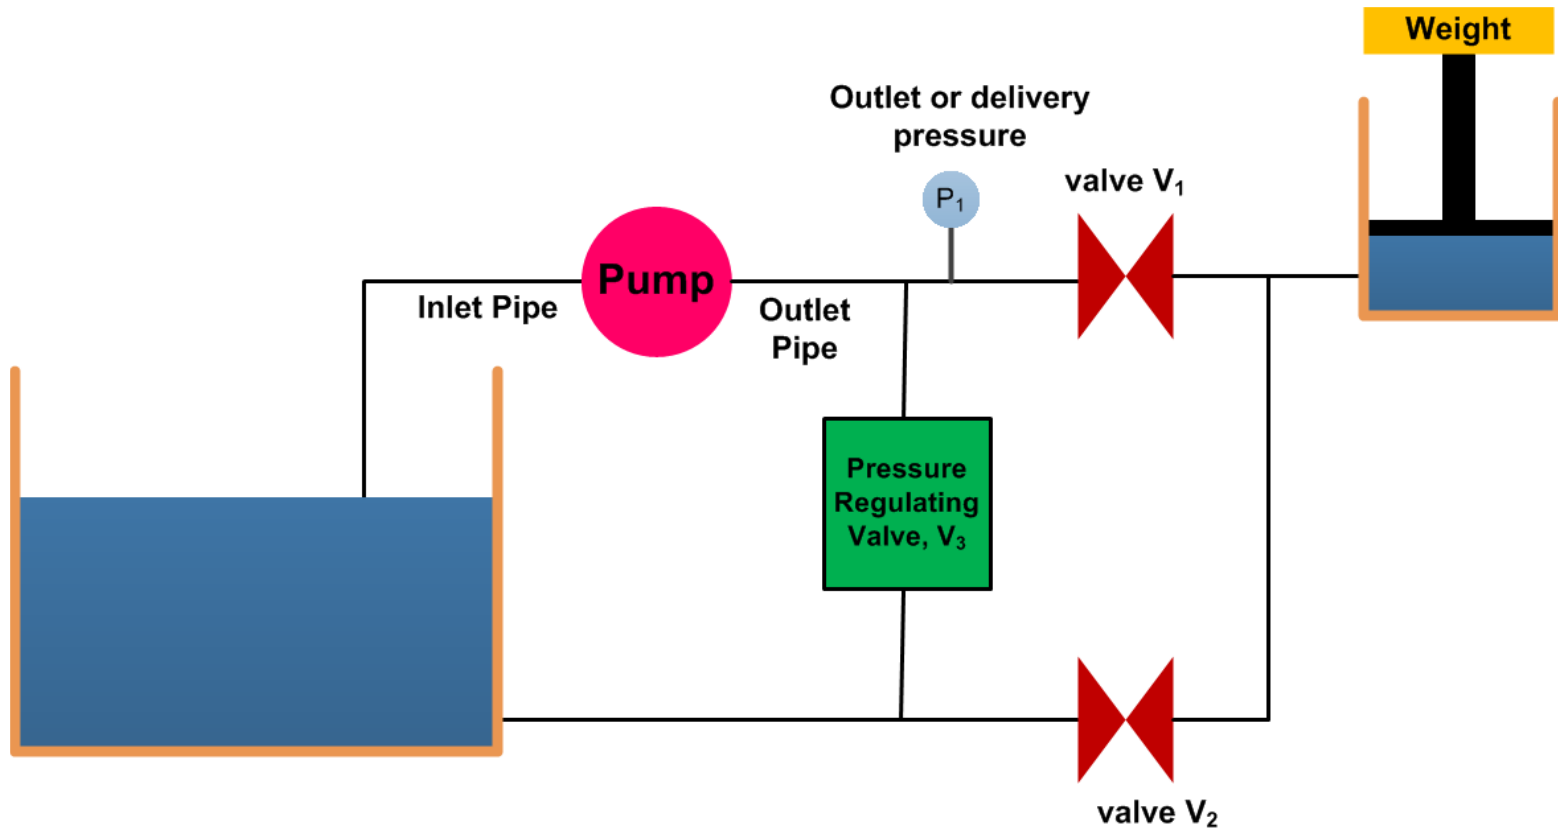 Weight
Outlet or delivery
pressure
P₁
valve V₁
Pump
Inlet Pipe
Outlet
Pipe
Pressure
Regulating
Valve, V₃
valve V₂